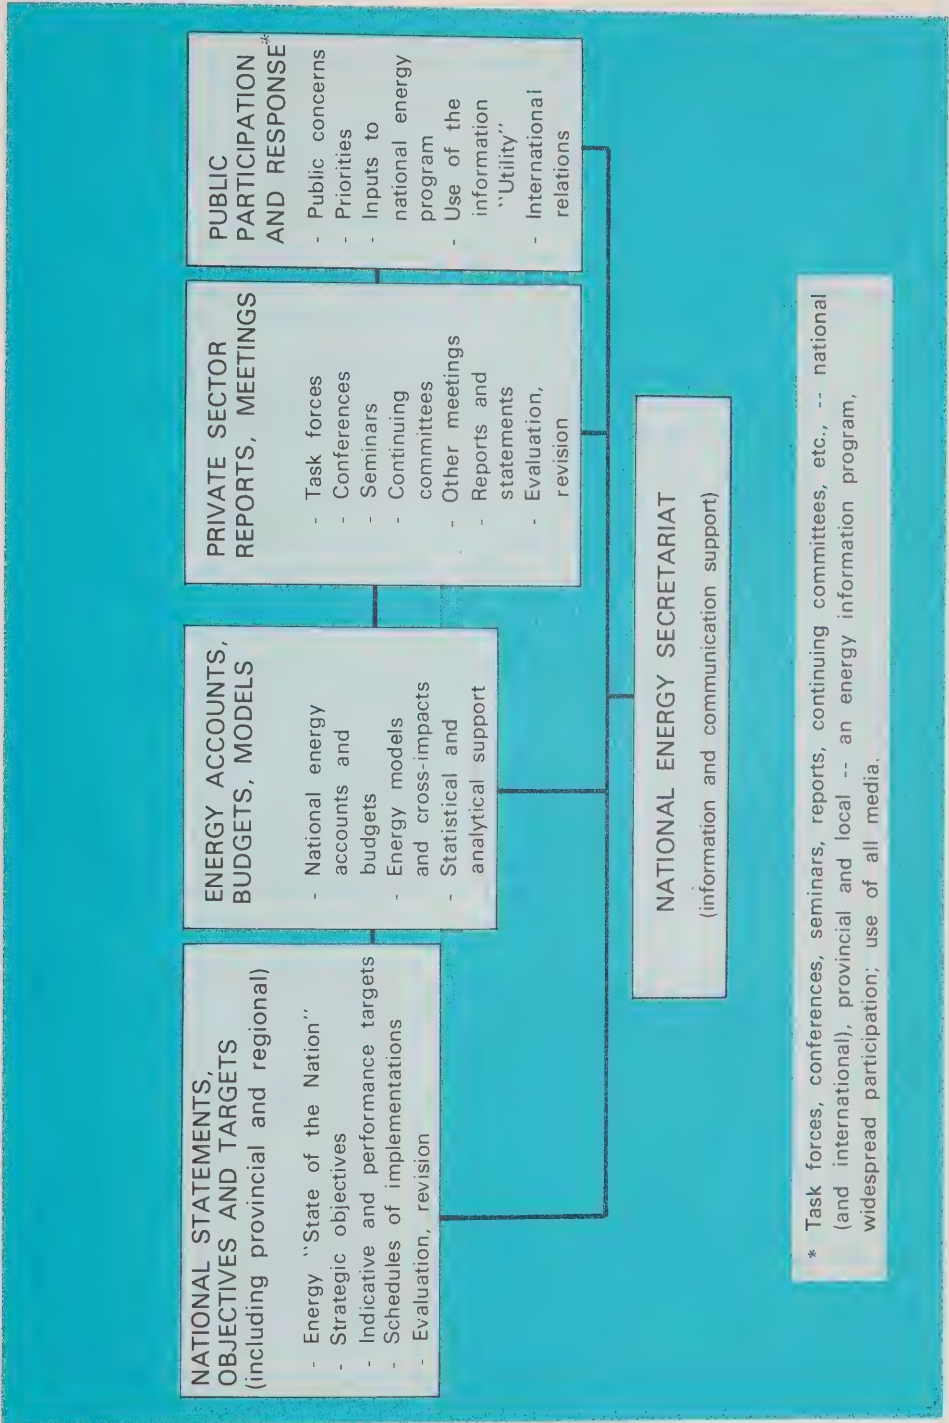 NATIONAL STATEMENTS,
OBJECTIVES AND TARGETS
(including provincial and regional)
- Energy "State of the Nation"
- Strategic objectives
- Indicative and performance targets
- Schedules of implementations
- Evaluation, revision
ENERGY ACCOUNTS,
BUDGETS, MODELS
- National energy
accounts and
budgets
- Energy models
and cross-impacts
- Statistical and
analytical support
PRIVATE SECTOR
REPORTS, MEETINGS
- Task forces
- Conferences
- Seminars
- Continuing
committees
- Other meetings
- Reports and
statements
- Evaluation,
revision
PUBLIC
PARTICIPATION
AND RESPONSE*
- Public concerns
- Priorities
- Inputs to
national energy
program
- Use of the
information
"Utility"
- International
relations
NATIONAL ENERGY SECRETARIAT
(information and communication support)
* Task forces, conferences, seminars, reports, continuing committees, etc., -- national
(and international), provincial and local -- an energy information program,
widespread participation; use of all media.